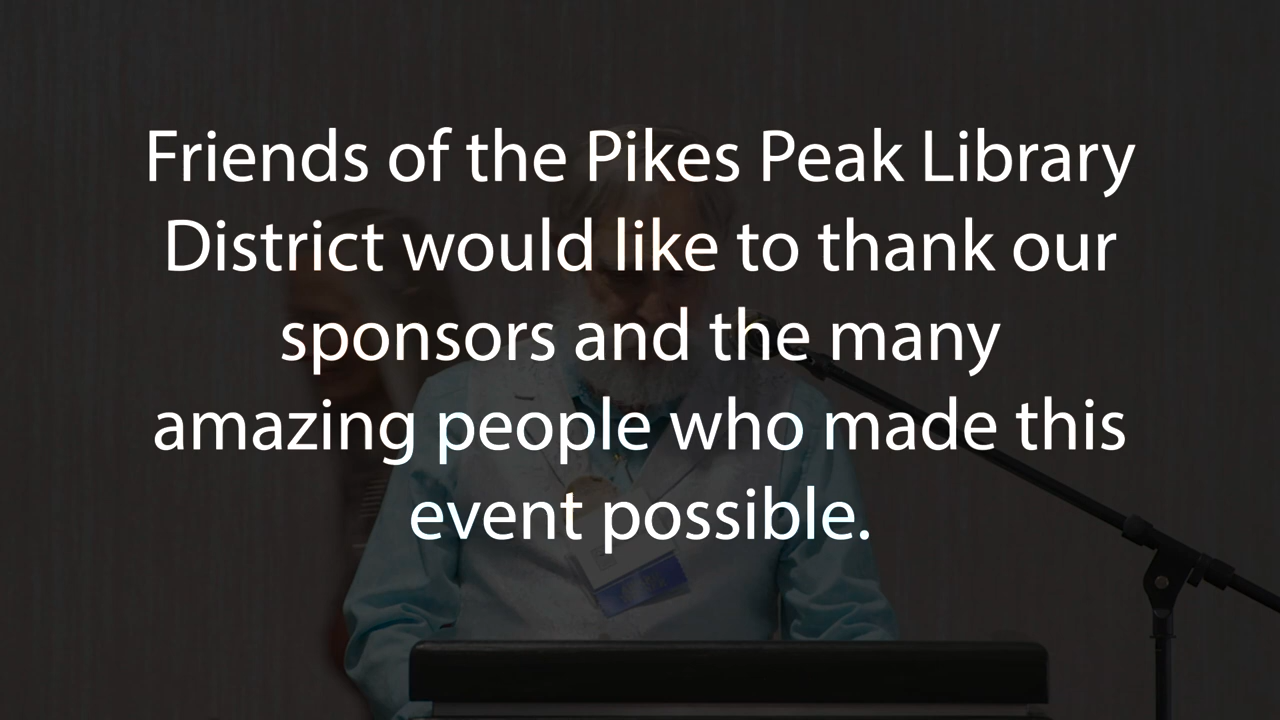 Friends of the Pikes Peak Library
District would like to thank our
sponsors and the many
amazing people who made this
event possible.